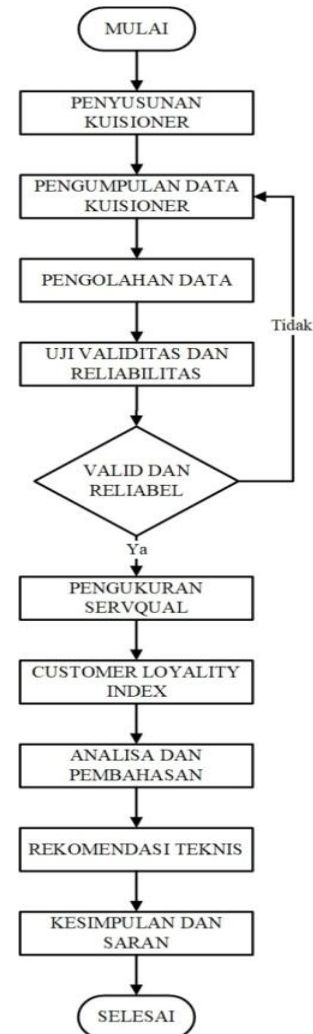 MULAI
PENYUSUNAN
KUISIONER
PENGUMPULAN DATA
KUISIONER
PENGOLAHAN DATA
Tidak
UJI VALIDITAS DAN
RELIABILITAS
VALID DAN
RELIABEL
Ya
PENGUKURAN
SERVQUAL
CUSTOMER LOYALITY
INDEX
ANALISA DAN
PEMBAHASAN
REKOMENDASI TEKNIS
KESIMPULAN DAN
SARAN
SELESAI